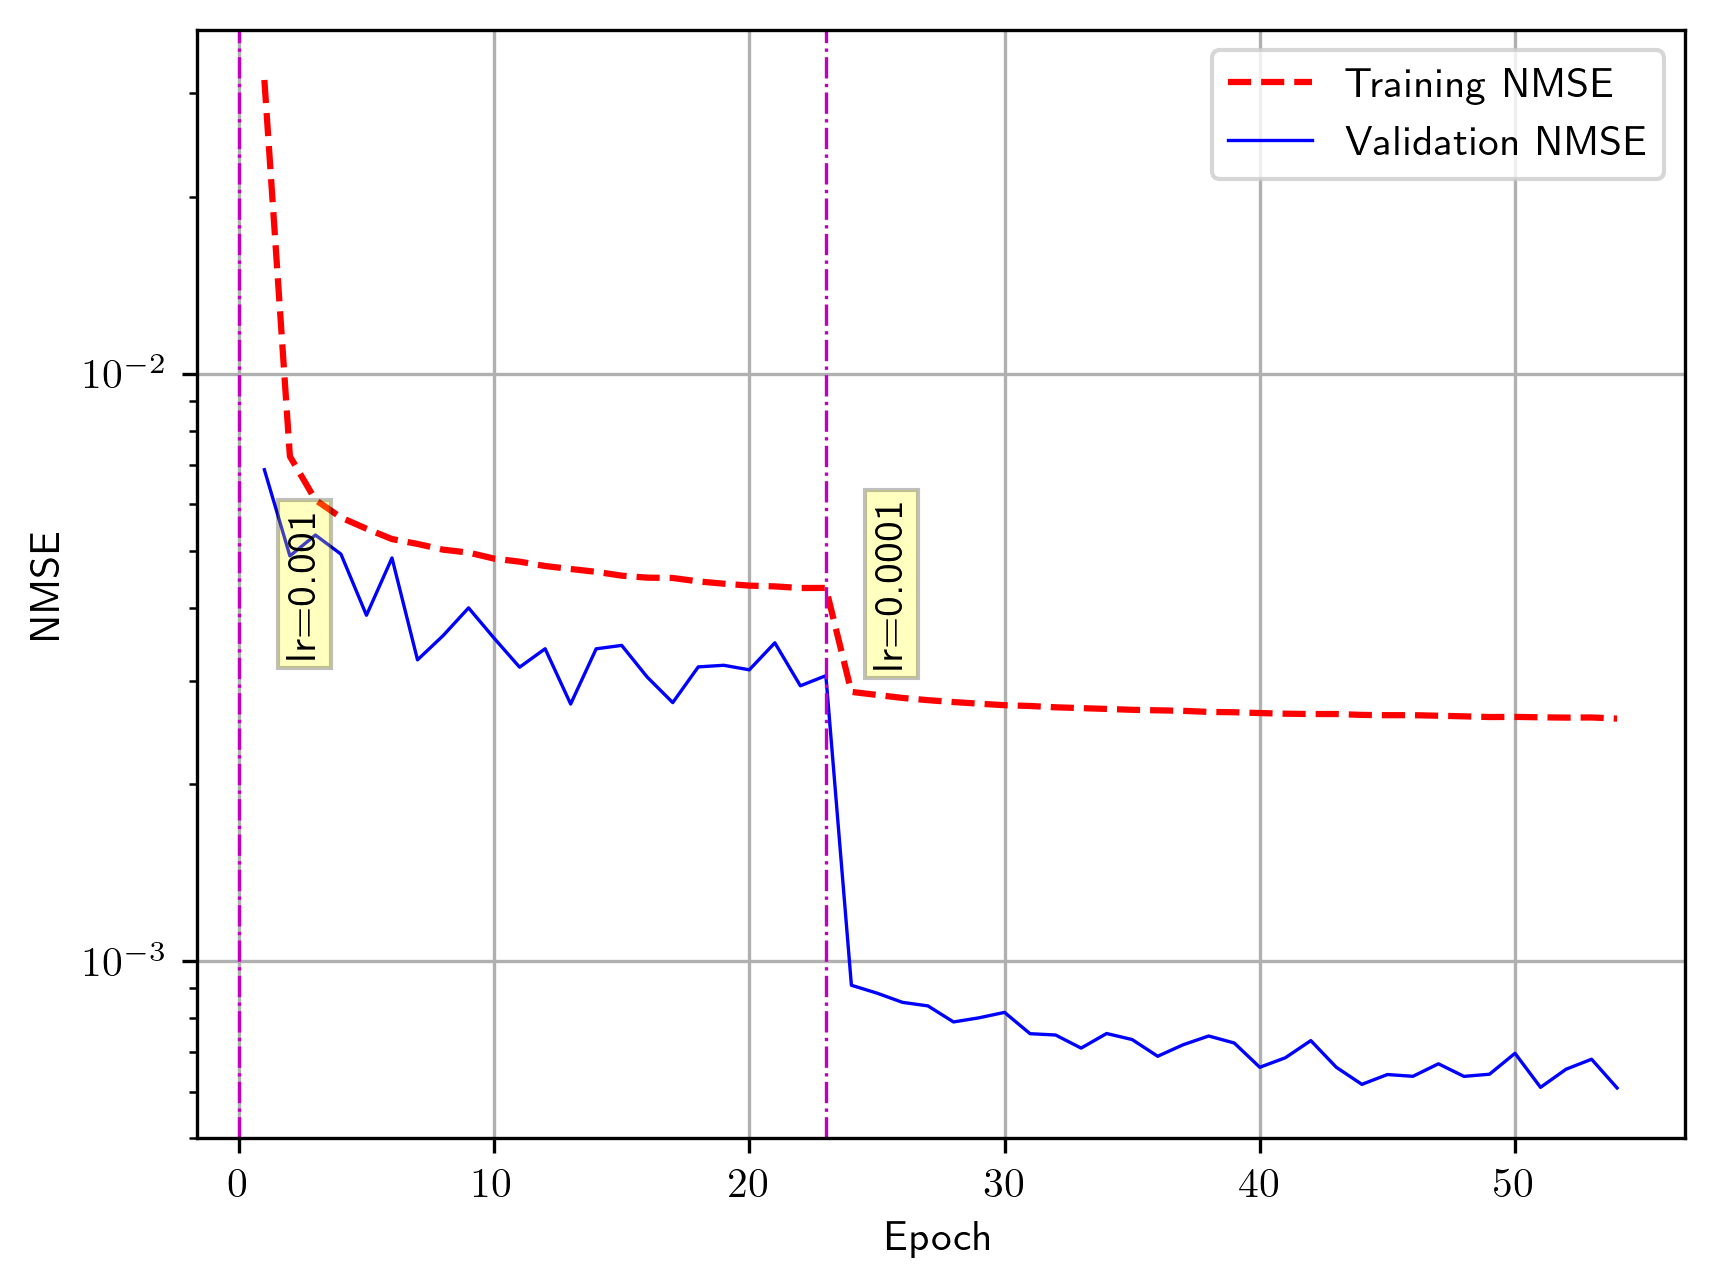 Training NMSE
Validation NMSE
10⁻²
10⁻³
NMSE
lr=0.001
lr=0.0001
0 10 20 30 40 50
Epoch